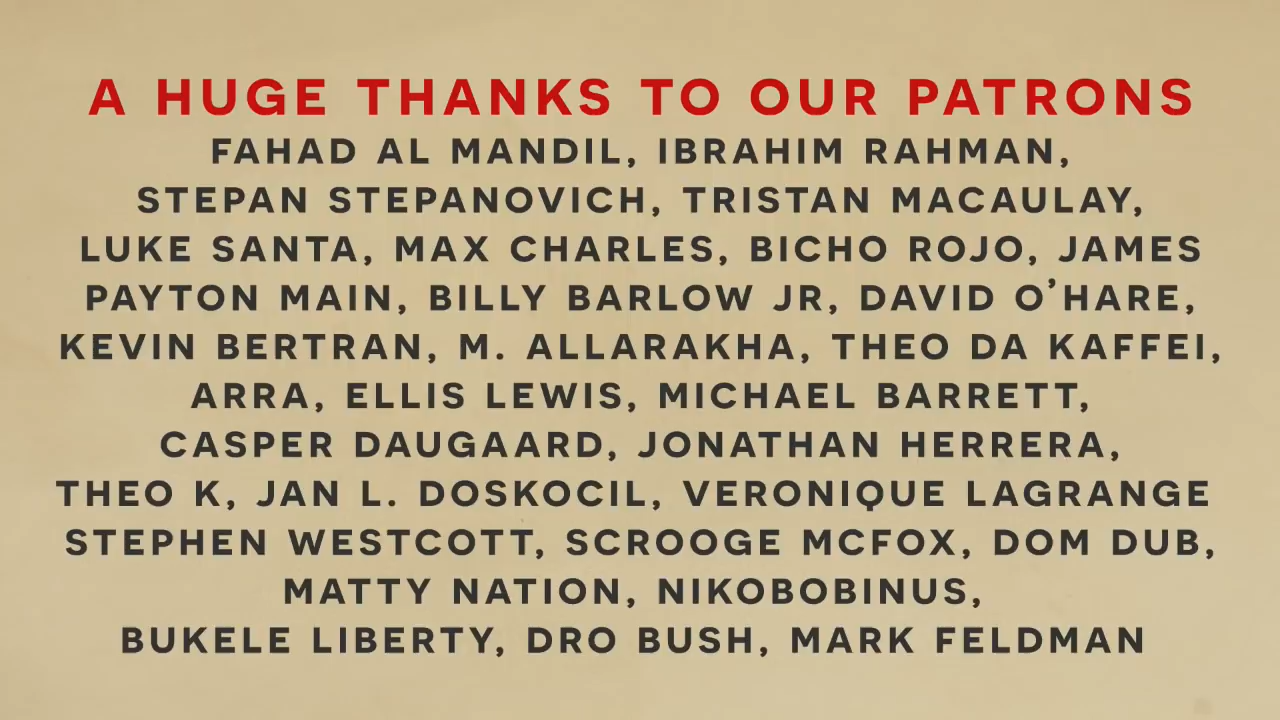 A HUGE THANKS TO OUR PATRONS
FAHAD AL MANDIL, IBRAHIM RAHMAN,
STEPAN STEPANOVICH, TRISTAN MACAULAY,
LUKE SANTA, MAX CHARLES, BICHO ROJO, JAMES
PAYTON MAIN, BILLY BARLOW JR, DAVID O'HARE,
KEVIN BERTRAN, M. ALLARAKHA, THEO DA KAFFEI,
ARRA, ELLIS LEWIS, MICHAEL BARRETT,
CASPER DAUGAARD, JONATHAN HERRERA,
THEO K, JAN L. DOSKOCIL, VERONIQUE LAGRANGE
STEPHEN WESTCOTT, SCROOGE MCFOX, DOM DUB,
MATTY NATION, NIKOBOBINUS,
BUKELE LIBERTY, DRO BUSH, MARK FELDMAN